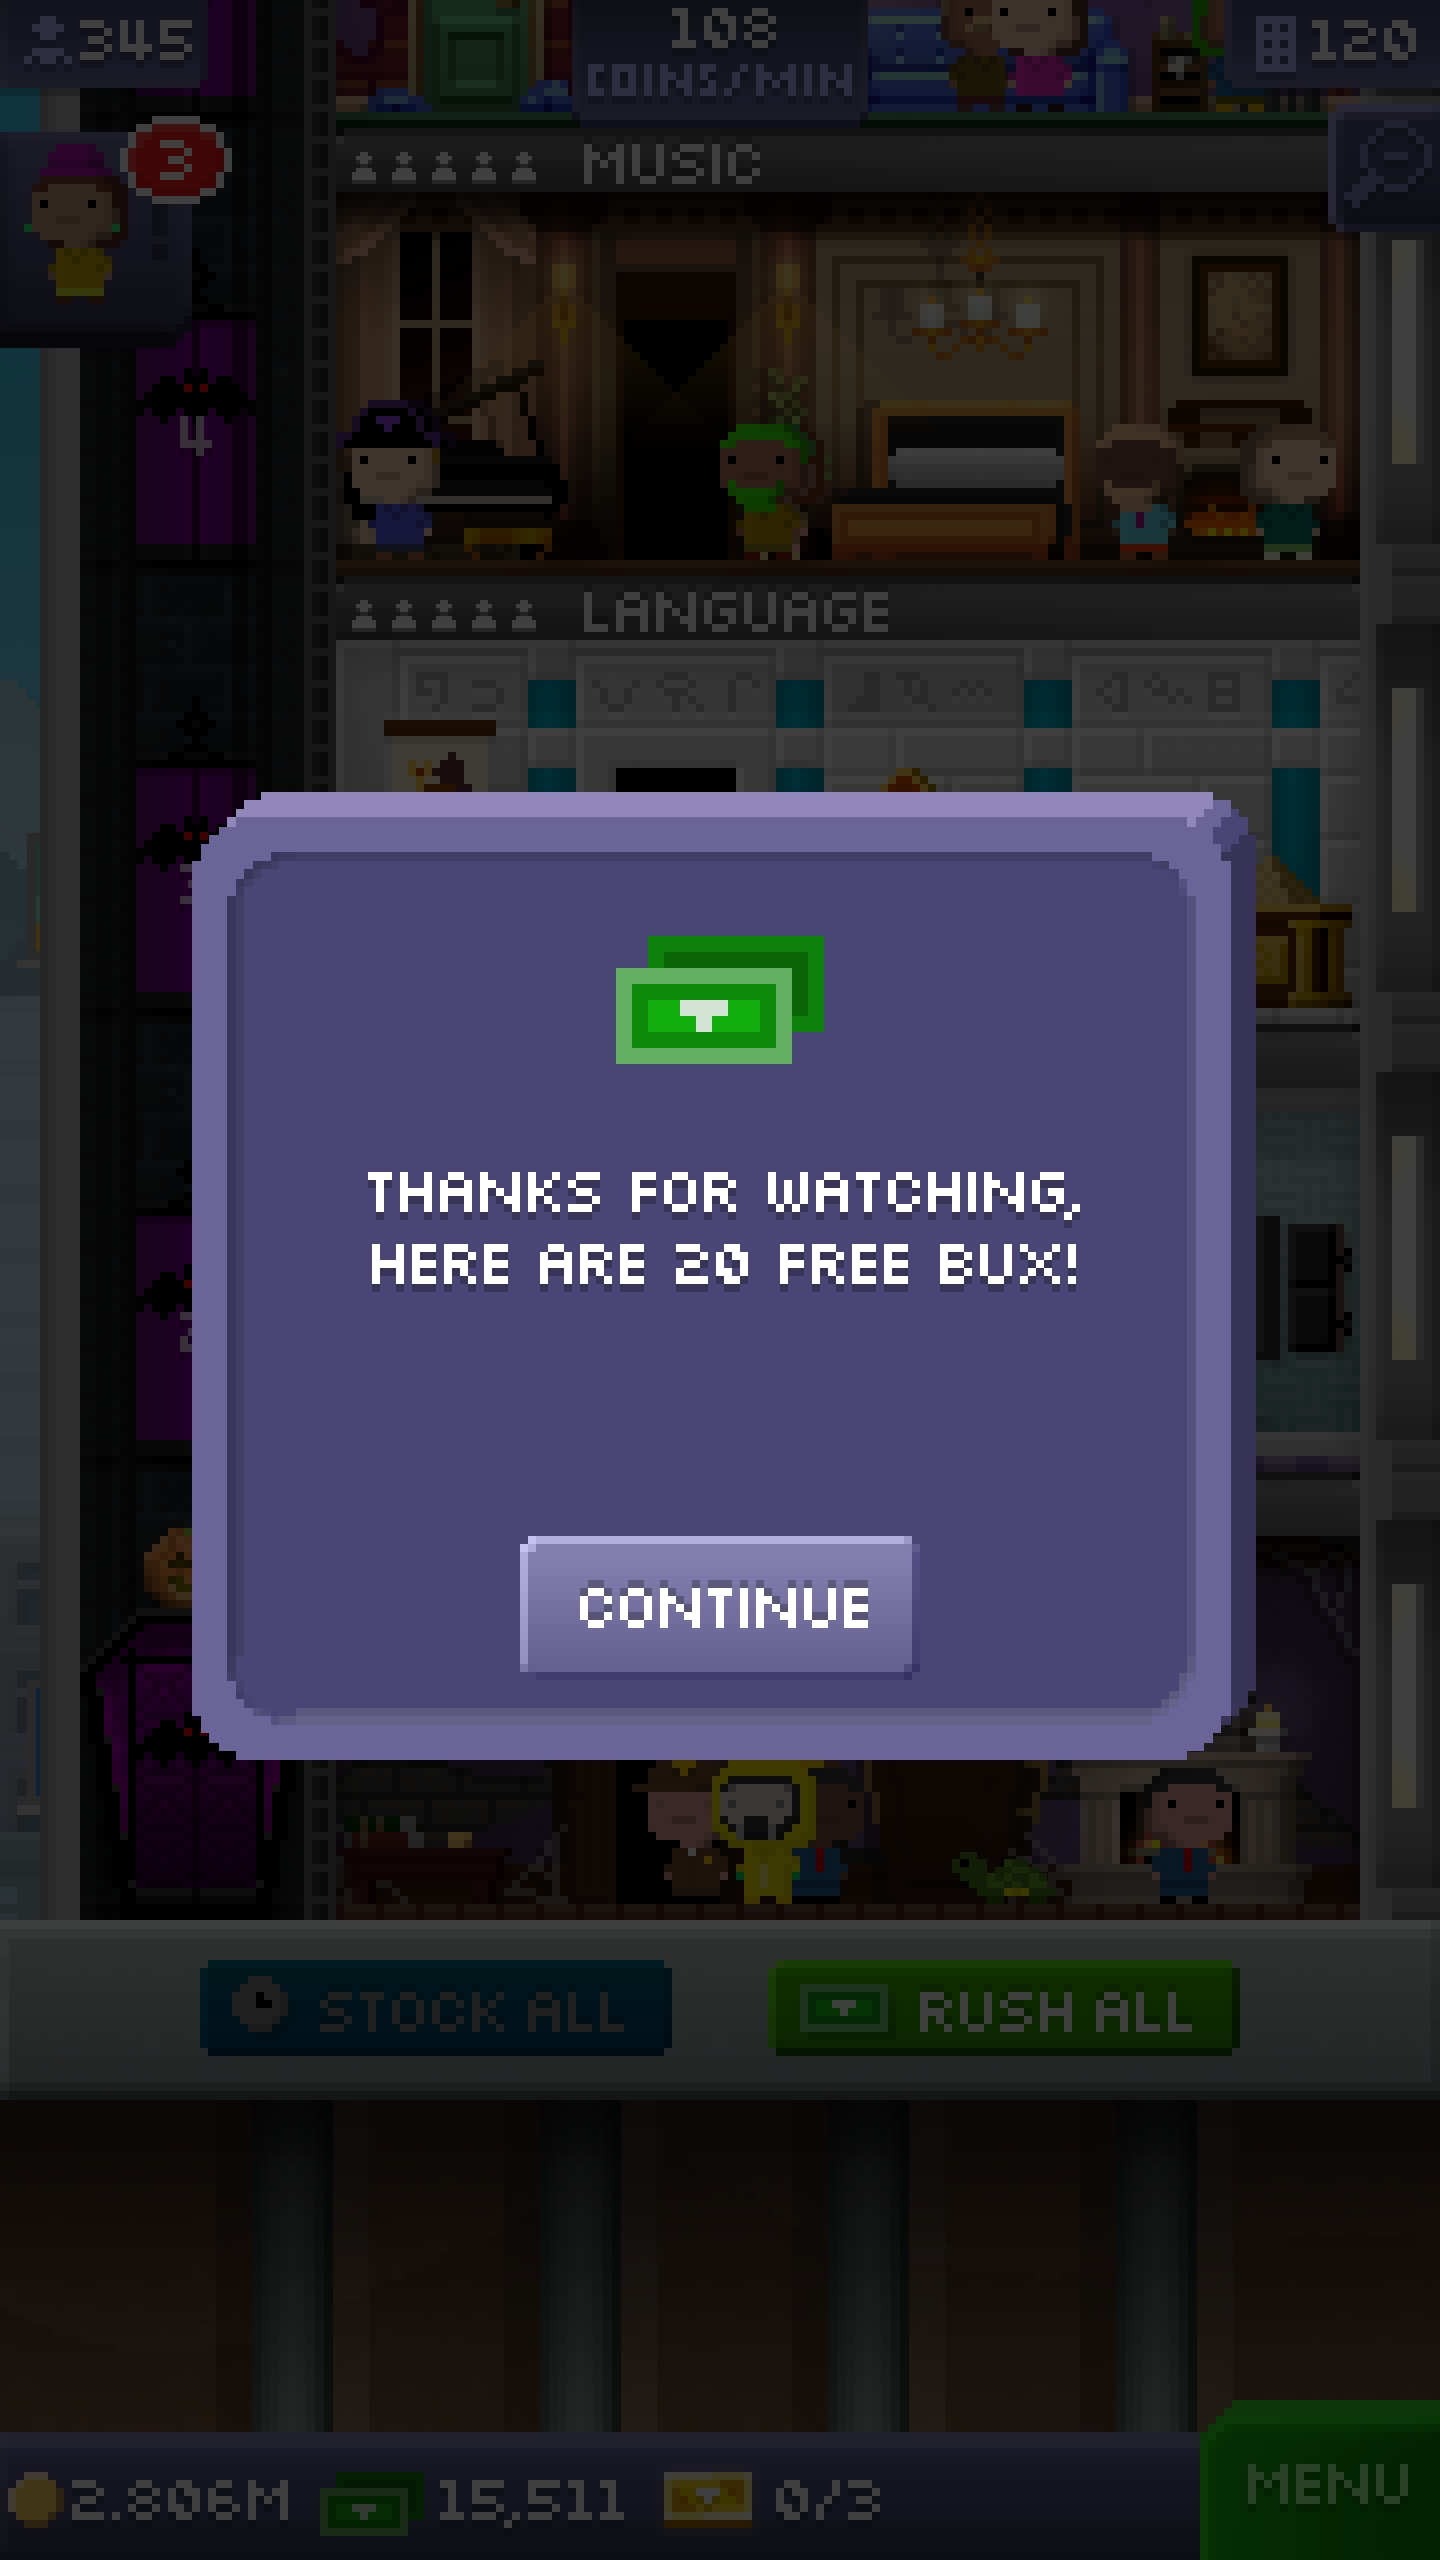 345
108
COINS/MIN
120
3
MUSIC
4
LANGUAGE
THANKS FOR WATCHING,
HERE ARE 20 FREE BUX!
CONTINUE
STOCK ALL
RUSH ALL
2.806M
15,511
0/3
MENU